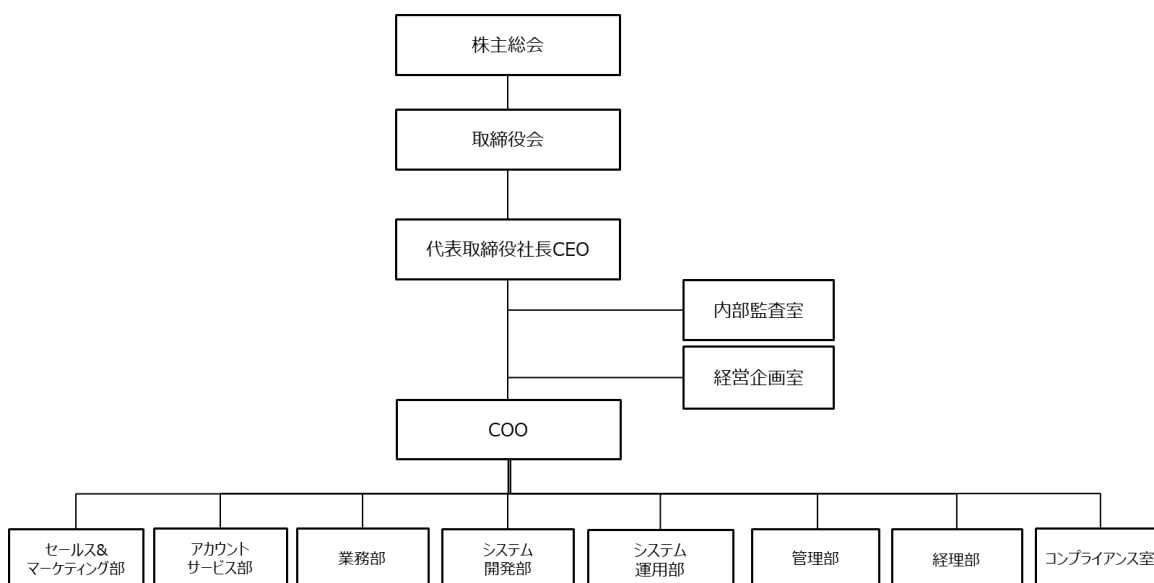 株主総会
取締役会
代表取締役社長CEO
内部監査室
経営企画室
COO
セールス&
マーケティング部
アカウント
サービス部
業務部
システム
開発部
システム
運用部
管理部
経理部
コンプライアンス室